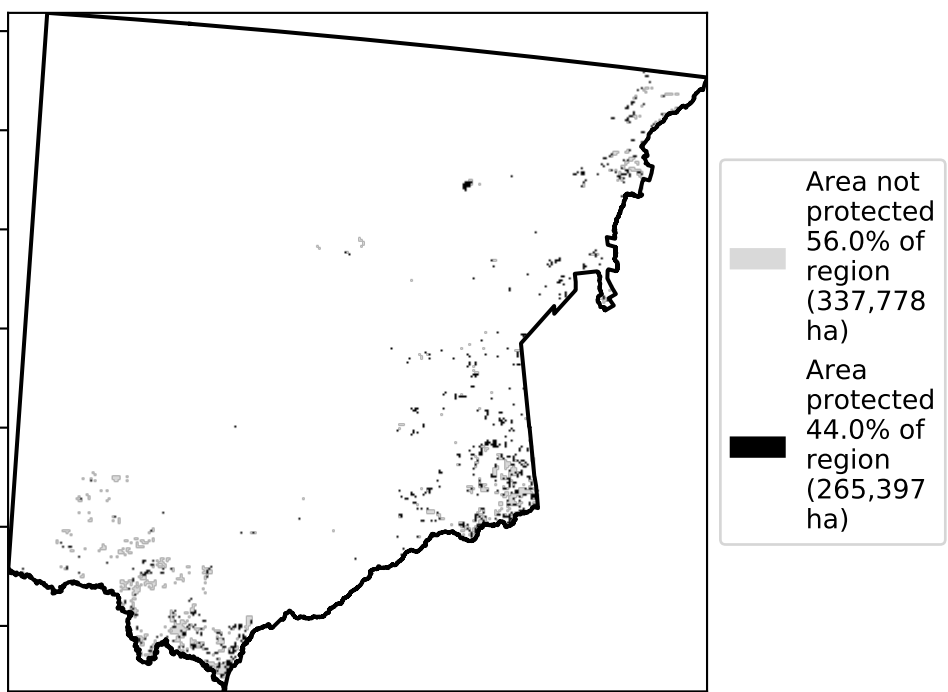 Area not
protected
56.0% of
region
(337,778
ha)
Area
protected
44.0% of
region
(265,397
ha)